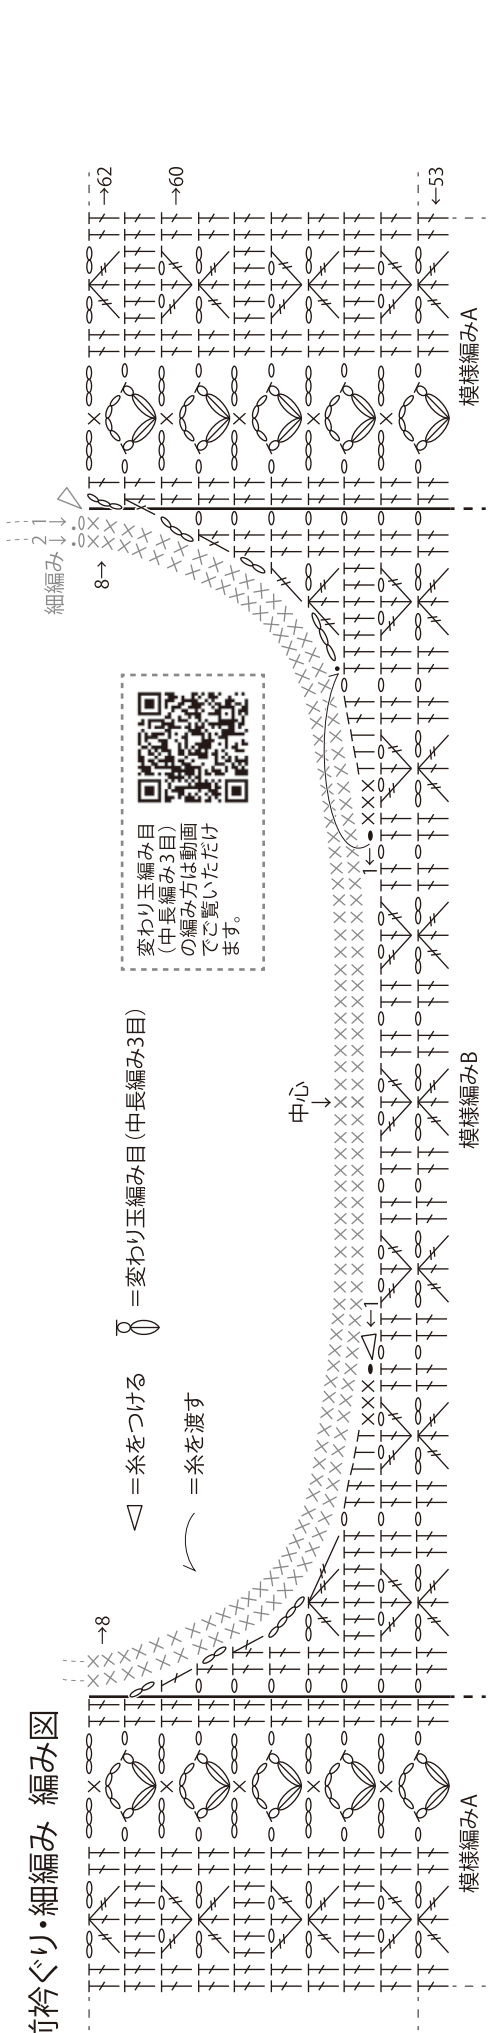 前衿ぐり・細編み 編み図
=糸をつける
=糸を渡す
=変わり玉編み目(中長編み3目)
変わり玉編み目
(中長編み3目)
の編み方は動画
でご覧いただけ
ます。
細編み
2
1
→8
8→
中心
←1
1←
→62
→60
←53
模様編みA
模様編みB
模様編みA